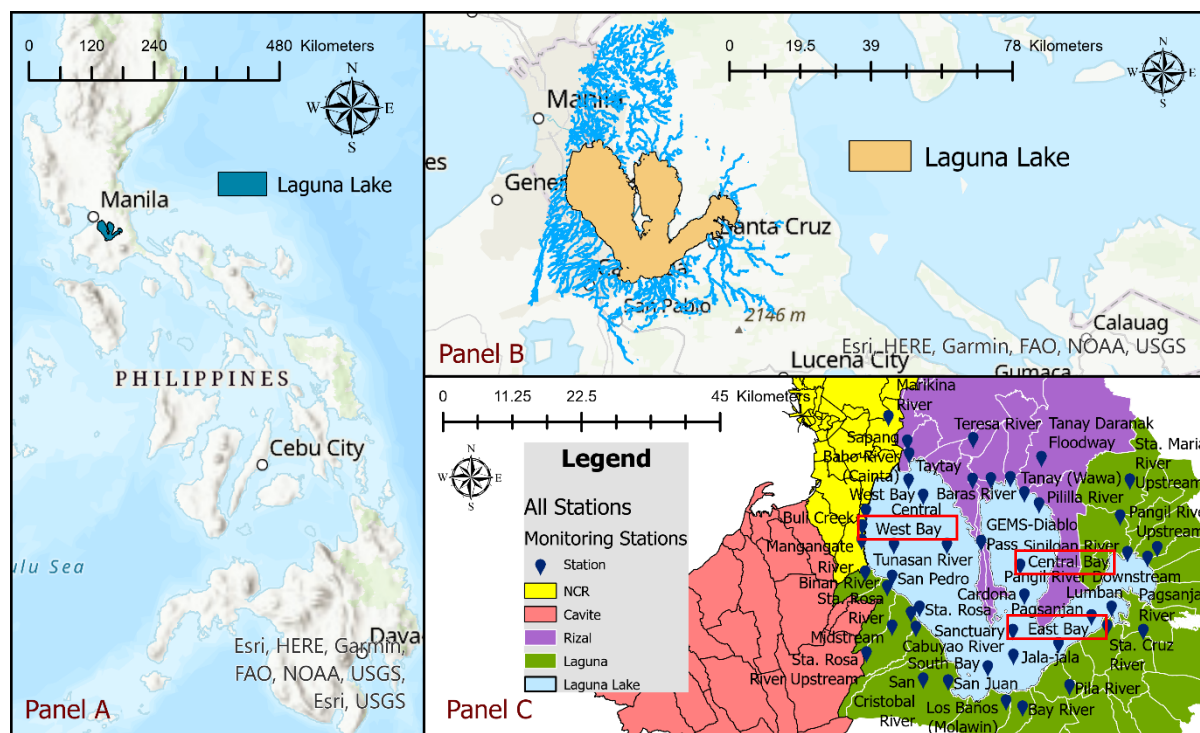 0 120 240 480 Kilometers
N
W E
S
Laguna Lake
Manila
PHILIPPINES
Cebu City
ulu Sea
Dava
Esri, HERE, Garmin,
FAO, NOAA, USGS,
Esri, USGS
Panel A
0 19.5 39 78 Kilometers
N
W E
S
Manila
es
Gener
Laguna Lake
Santa Cruz
San Pablo
2146 m
Calauag
Esri, HERE, Garmin, FAO, NOAA, USGS
Gumaca
Lucena City
Panel B
0 11.25 22.5 45 Kilometers
N
W E
S
Legend
All Stations
Monitoring Stations
Station
NCR
Cavite
Rizal
Laguna
Laguna Lake
Marikina
River
Sapang
Baho River
(Cainta)
Taytay
Teresa River
Tanay Daranak
Floodway
Sta. Maria
River
Upstream
Tanay (Wawa)
Baras River
Pililla River
West Bay
Central
Buli Creek
West Bay
GEMS-Diablo
Pass
Pangil River
Upstream
Mangangate
River
Tunasan River
Siniloan River
Central Bay
Binan River
San Pedro
Pangil River Downstream
Cardona
Lumban
Pagsanjan
Pagsanjan
River
Sta. Rosa
River
Midstream
Sta. Rosa
Sanctuary
East Bay
Cabuyao River
Sta. Cruz
River
Sta. Rosa
River Upstream
South Bay
Jala-jala
San
Cristobal
River
San Juan
Pila River
Los Baños
(Molawin)
Bay River
Panel C